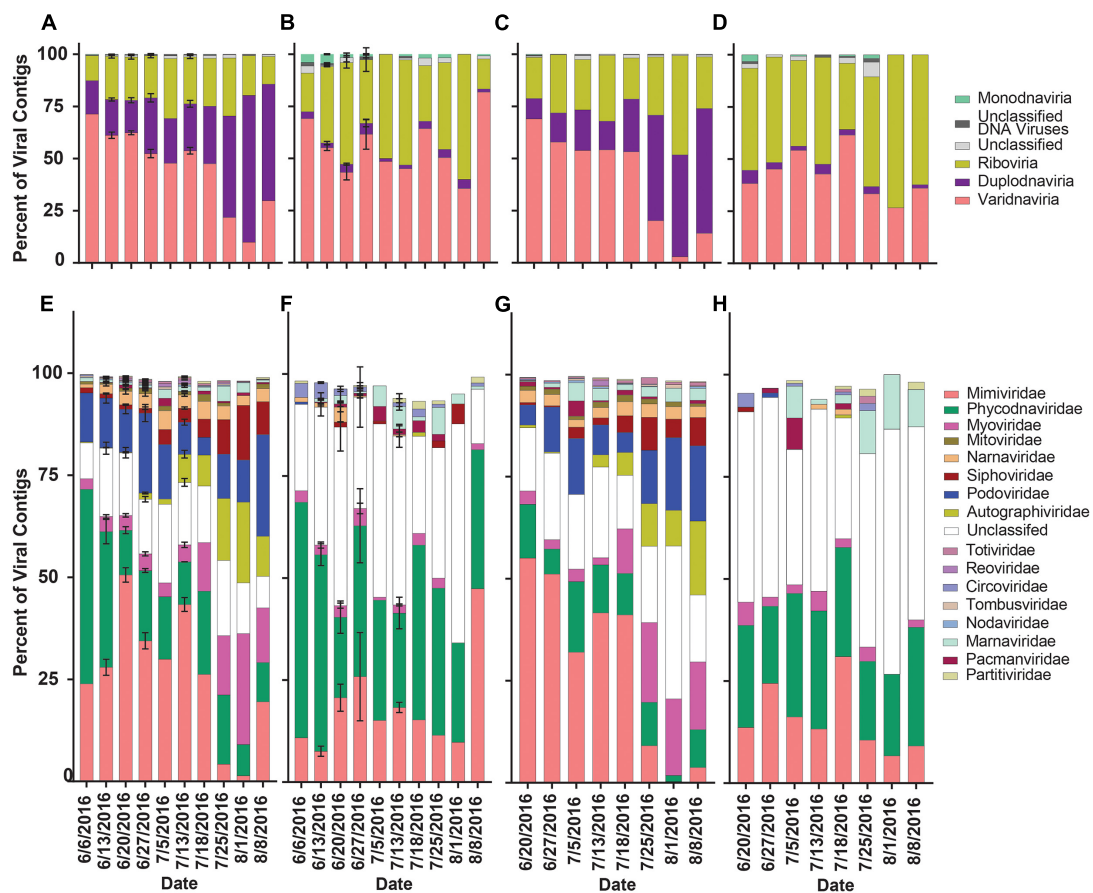 A
B
C
D
Percent of Viral Contigs
100
75
50
25
0
Monodnaviria
Unclassified
DNA Viruses
Unclassified
Riboviria
Duplodnaviria
Varidnaviria
E
F
G
H
Percent of Viral Contigs
100
75
50
25
0
Mimiviridae
Phycodnaviridae
Myoviridae
Mitoviridae
Narnaviridae
Siphoviridae
Podoviridae
Autographiviridae
Unclassifed
Totiviridae
Reoviridae
Circoviridae
Tombusviridae
Nodaviridae
Marnaviridae
Pacmanviridae
Partitiviridae
6/6/2016
6/13/2016
6/20/2016
6/27/2016
7/5/2016
7/13/2016
7/18/2016
7/25/2016
8/1/2016
8/8/2016
Date
6/6/2016
6/13/2016
6/20/2016
6/27/2016
7/5/2016
7/13/2016
7/18/2016
7/25/2016
8/1/2016
8/8/2016
Date
6/20/2016
6/27/2016
7/5/2016
7/13/2016
7/18/2016
7/25/2016
8/1/2016
8/8/2016
Date
6/20/2016
6/27/2016
7/5/2016
7/13/2016
7/18/2016
7/25/2016
8/1/2016
8/8/2016
Date